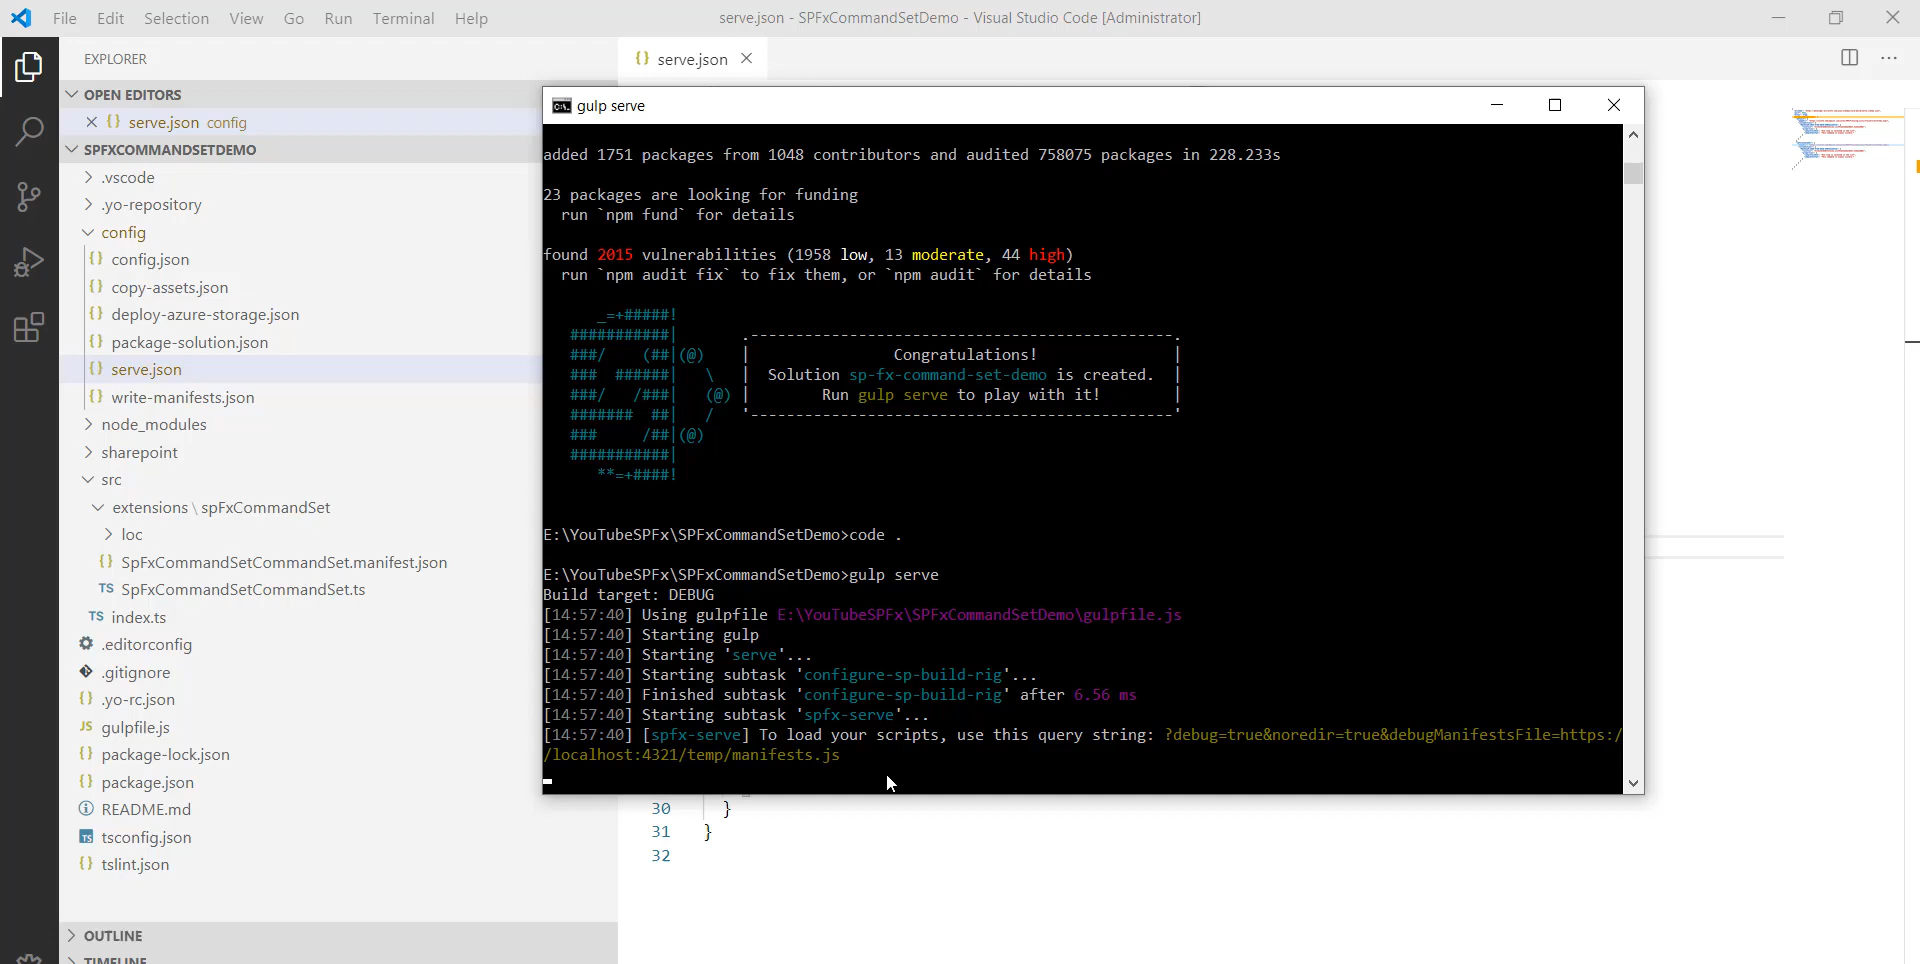 File Edit Selection View Go Run Terminal Help
serve.json - SPFxCommandSetDemo - Visual Studio Code [Administrator]
EXPLORER
OPEN EDITORS
serve.json config
SPFXCOMMANDSETDEMO
.vscode
.yo-repository
config
config.json
copy-assets.json
deploy-azure-storage.json
package-solution.json
serve.json
write-manifests.json
node_modules
sharepoint
src
extensions \ spFxCommandSet
loc
SpFxCommandSetCommandSet.manifest.json
TS SpFxCommandSetCommandSet.ts
TS index.ts
.editorconfig
.gitignore
.yo-rc.json
JS gulpfile.js
package-lock.json
package.json
README.md
TS tsconfig.json
tslint.json
OUTLINE
TIMELINE
serve.json
gulp serve
added 1751 packages from 1048 contributors and audited 758075 packages in 228.233s
23 packages are looking for funding
run `npm fund` for details
found 2015 vulnerabilities (1958 low, 13 moderate, 44 high)
run `npm audit fix` to fix them, or `npm audit` for details
_=+#####!
###########|
.-----------------------------------------------.
###/    (##|(@)    |                Congratulations!                |
###  ######|   \   |  Solution sp-fx-command-set-demo is created.  |
###/   /###|   (@) |        Run gulp serve to play with it!        |
#######  ##|   /   '-----------------------------------------------'
###     /##|(@)
###########|
**=+####!
E:\YouTubeSPFx\SPFxCommandSetDemo>code .
E:\YouTubeSPFx\SPFxCommandSetDemo>gulp serve
Build target: DEBUG
[14:57:40] Using gulpfile E:\YouTubeSPFx\SPFxCommandSetDemo\gulpfile.js
[14:57:40] Starting gulp
[14:57:40] Starting 'serve'...
[14:57:40] Starting subtask 'configure-sp-build-rig'...
[14:57:40] Finished subtask 'configure-sp-build-rig' after 6.56 ms
[14:57:40] Starting subtask 'spfx-serve'...
[14:57:40] [spfx-serve] To load your scripts, use this query string: ?debug=true&noredir=true&debugManifestsFile=https:/
/localhost:4321/temp/manifests.js
30 }
31 }
32